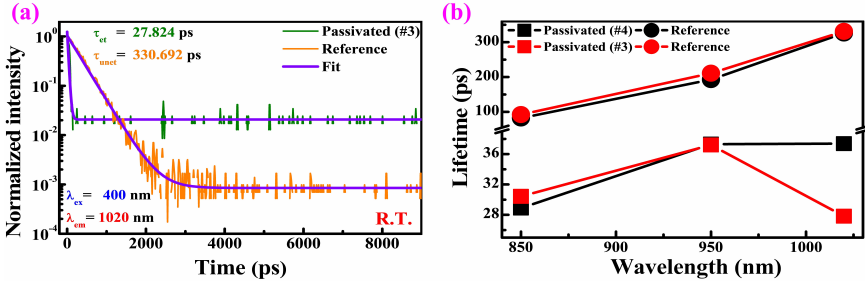 (a)
τet = 27.824 ps
τunet = 330.692 ps
Passivated (#3)
Reference
Fit
Normalized intensity
10^0
10^-1
10^-2
10^-3
10^-4
λex = 400 nm
λem = 1020 nm
R.T.
0 2000 4000 6000 8000
Time (ps)
(b)
Passivated (#4) Reference
Passivated (#3) Reference
Lifetime (ps)
300
200
100
36
32
28
850 900 950 1000
Wavelength (nm)